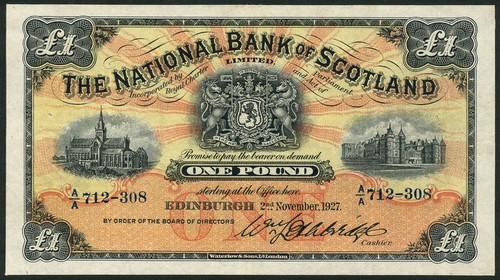 £1 £1
THE NATIONAL BANK OF SCOTLAND
LIMITED
Incorporated by Royal Charter
and Act of Parliament
Promise to pay the bearer on demand
ONE POUND
A/A 712-308 A/A 712-308
sterling at the Office here
EDINBURGH 2nd November, 1927.
BY ORDER OF THE BOARD OF DIRECTORS
Cashier.
£1 £1
Waterlow & Sons, Ld London